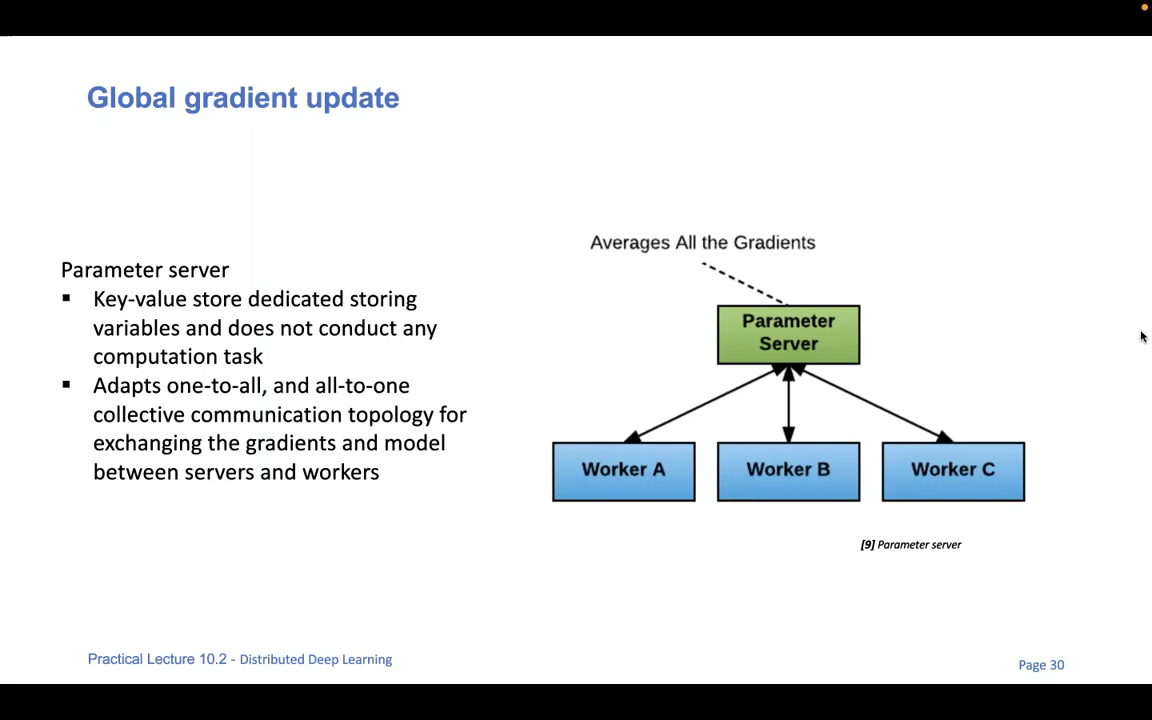 Global gradient update
Averages All the Gradients
Parameter server
▪ Key-value store dedicated storing
variables and does not conduct any
computation task
▪ Adapts one-to-all, and all-to-one
collective communication topology for
exchanging the gradients and model
between servers and workers
Parameter
Server
Worker A
Worker B
Worker C
[9] Parameter server
Practical Lecture 10.2 - Distributed Deep Learning
Page 30